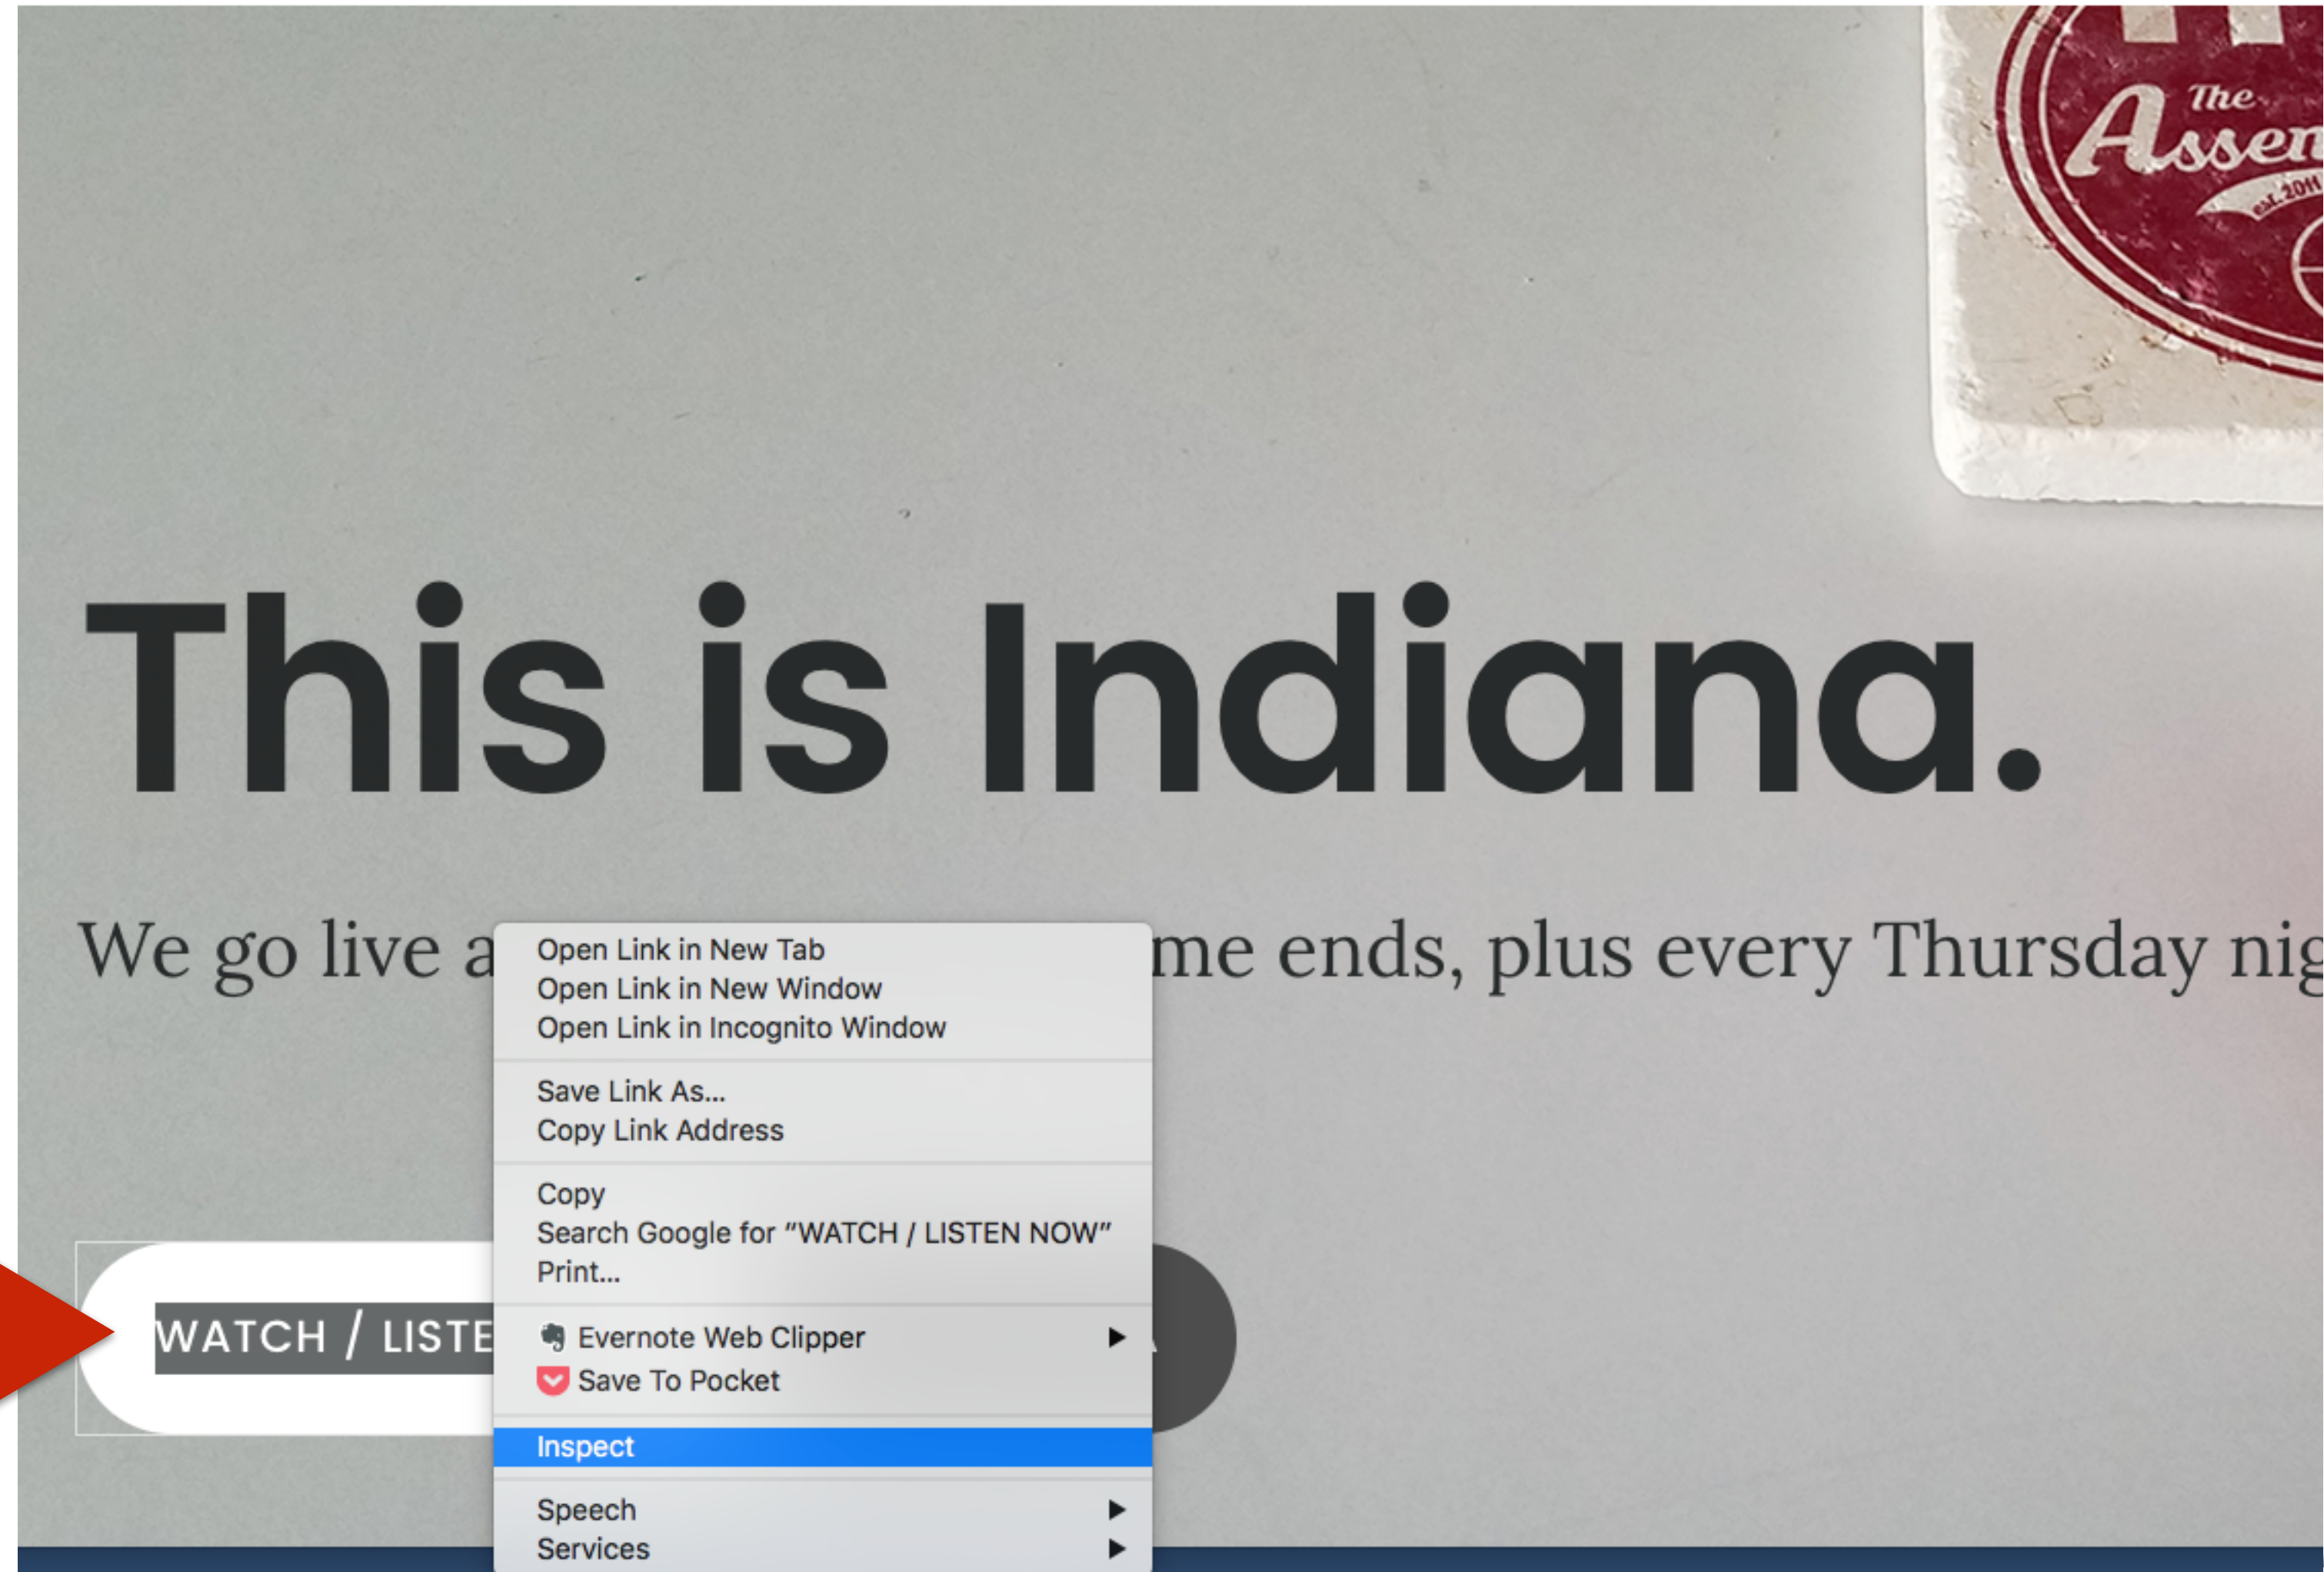 The
Assen
est. 2011
This is Indiana.
We go live a
me ends, plus every Thursday nig
Open Link in New Tab
Open Link in New Window
Open Link in Incognito Window
Save Link As...
Copy Link Address
Copy
Search Google for “WATCH / LISTEN NOW”
Print...
WATCH / LISTE
Evernote Web Clipper
Save To Pocket
Inspect
Speech
Services